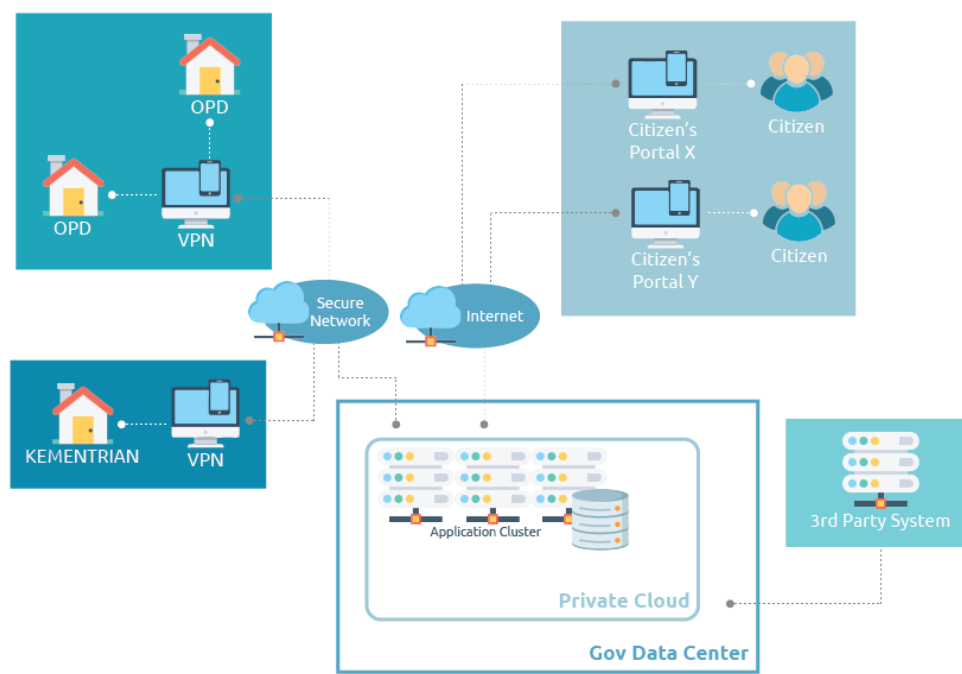 OPD
OPD
VPN
Citizen's
Portal X
Citizen
Citizen's
Portal Y
Citizen
Secure
Network
Internet
KEMENTRIAN
VPN
3rd Party System
Application Cluster
Private Cloud
Gov Data Center